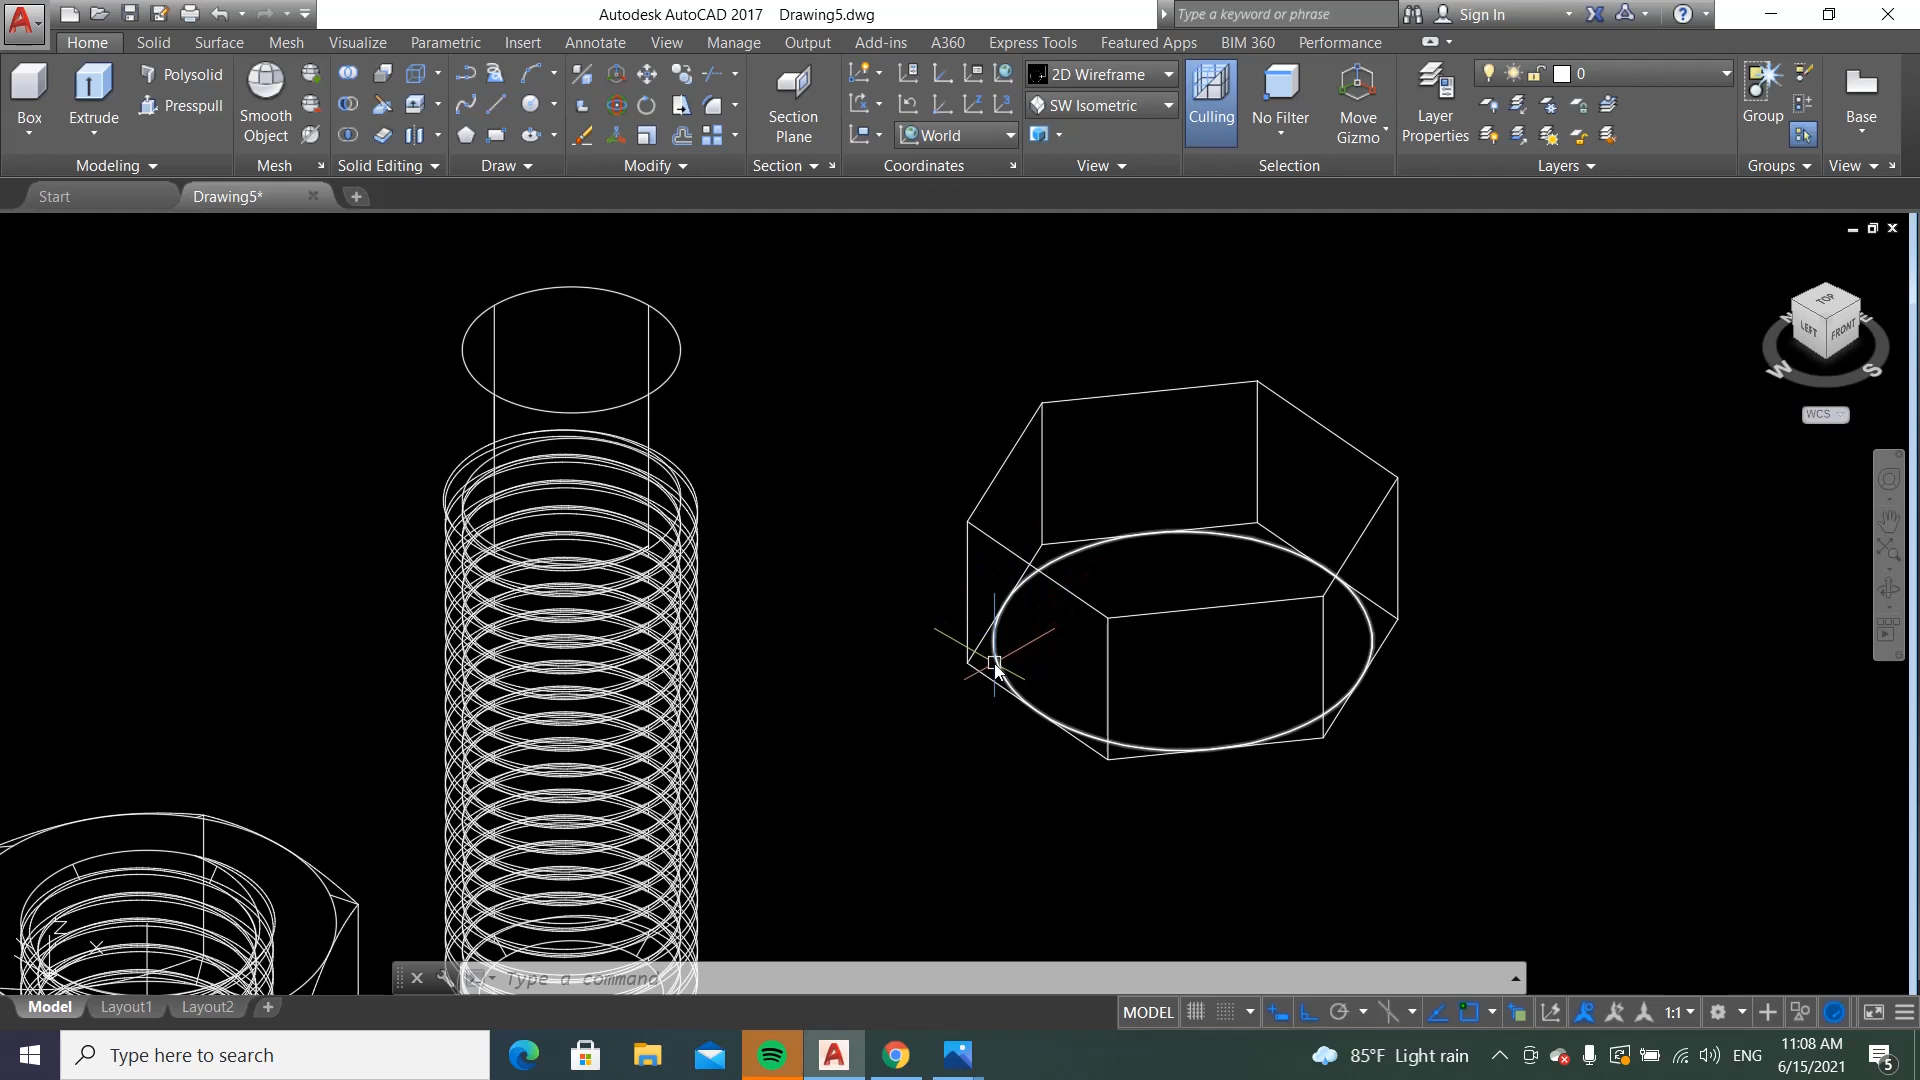 Autodesk AutoCAD 2017 Drawing5.dwg
Type a keyword or phrase
Sign In
Home Solid Surface Mesh Visualize Parametric Insert Annotate View Manage Output Add-ins A360 Express Tools Featured Apps BIM 360 Performance
Box
Extrude
Polysolid
Presspull
Smooth Object
Section Plane
World
2D Wireframe
SW Isometric
Culling
No Filter
Move Gizmo
Layer Properties
0
Group
Base
Modeling
Mesh
Solid Editing
Draw
Modify
Section
Coordinates
View
Selection
Layers
Groups
View
Start
Drawing5*
TOP
LEFT
FRONT
W
S
E
WCS
X
Type a command
Model Layout1 Layout2
MODEL
1:1
Type here to search
85°F Light rain
ENG
11:08 AM
6/15/2021
5